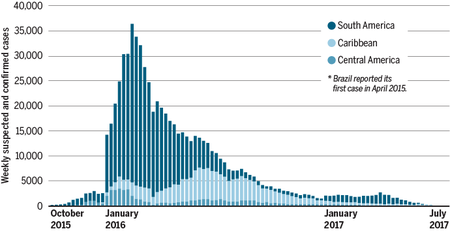 Weekly suspected and confirmed cases
40,000
35,000
30,000
25,000
20,000
15,000
10,000
5000
0
South America
Caribbean
Central America
* Brazil reported its
first case in April 2015.
October
2015
January
2016
January
2017
July
2017